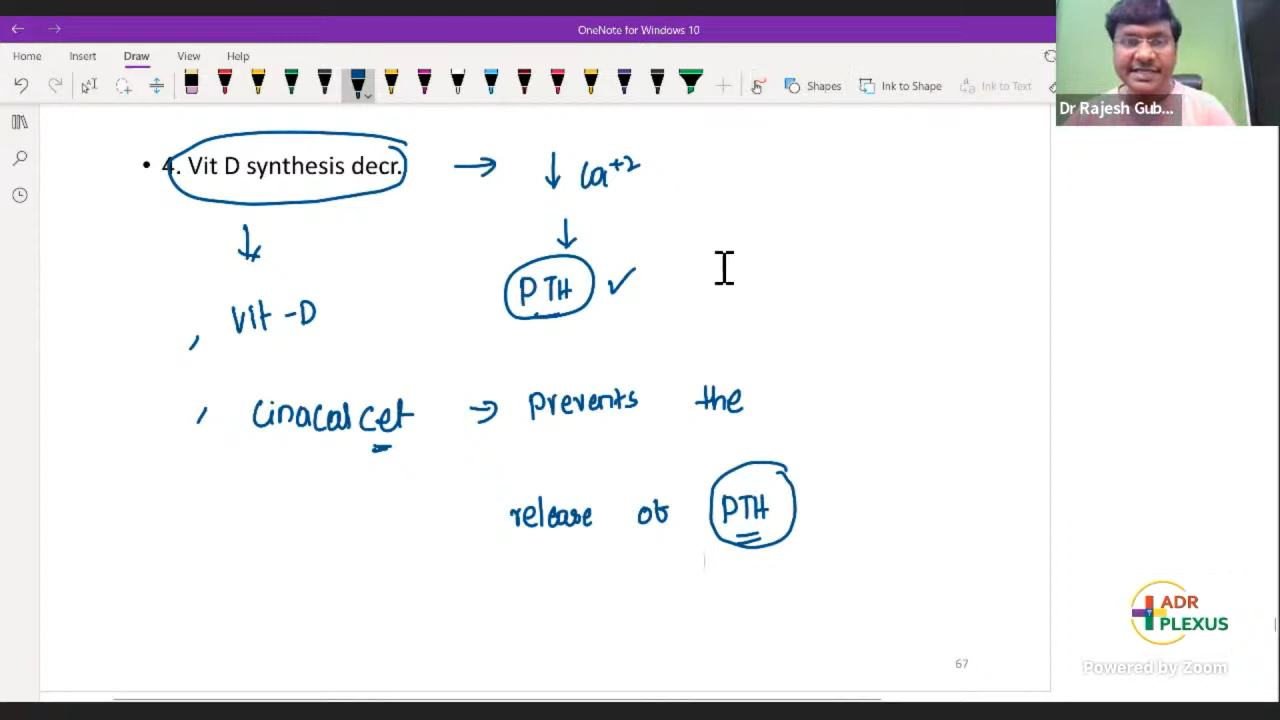 OneNote for Windows 10
Home Insert Draw View Help
Shapes Ink to Shape Ink to Text
Dr Rajesh Gub...
• 4. Vit D synthesis decr. → ↓ Ca+2
↓ ↓
PTH ✓
Vit -D
Cinacalcet → prevents the
release of PTH
ADR
PLEXUS
67
Powered by Zoom